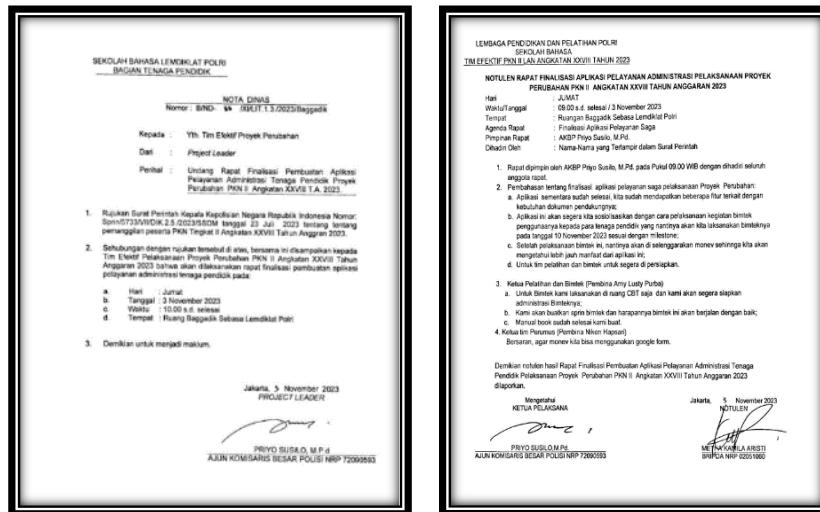 SEKOLAH BAHASA LEMDIKLAT POLRI
BAGIAN TENAGA PENDIDIK
NOTA DINAS
Nomor : B/ND- /XI/LIT.1.3./2023/Baggadik
Kepada : Yth. Tim Efektif Proyek Perubahan
Dari : Project Leader
Perihal : Undang Rapat Finalisasi Pembuatan Aplikasi
Pelayanan Administrasi Tenaga Pendidik Proyek
Perubahan PKN II Angkatan XXVIII T.A. 2023.
1. Rujukan Surat Perintah Kepala Kepolisian Negara Republik Indonesia Nomor:
Sprin/5733/VII/DIK.2.5./2023/SSDM tanggal 23 Juli 2023 tentang tentang
pemanggilan peserta PKN Tingkat II Angkatan XXVIII Tahun Anggran 2023.
2. Sehubungan dengan rujukan tersebut di atas, bersama ini disampaikan kepada
Tim Efektif Pelaksanaan Proyek Perubahan PKN II Angkatan XXVIII Tahun
Anggaran 2023 bahwa akan dilaksanakan rapat finalisasi pembuatan aplikasi
pelayanan administrasi tenaga pendidik pada:
a. Hari : Jumat
b. Tanggal : 3 November 2023
c. Waktu : 10.00 s.d. selesai
d. Tempat : Ruang Baggadik Sebasa Lemdiklat Polri
3. Demikian untuk menjadi maklum.
Jakarta, 5 November 2023
PROJECT LEADER
PRIYO SUSILO, M.P.d
AJUN KOMISARIS BESAR POLISI NRP 72090593
LEMBAGA PENDIDIKAN DAN PELATIHAN POLRI
SEKOLAH BAHASA
TIM EFEKTIF PKN II LAN ANGKATAN XXVIII TAHUN 2023
NOTULEN RAPAT FINALISASI APLIKASI PELAYANAN ADMINISTRASI PELAKSANAAN PROYEK
PERUBAHAN PKN II ANGKATAN XXVIII TAHUN ANGGARAN 2023
Hari : JUMAT
Waktu/Tanggal : 09.00 s.d. selesai / 3 November 2023
Tempat : Ruangan Baggadik Sebasa Lemdiklat Polri
Agenda Rapat : Finalisasi Aplikasi Pelayanan Saga
Pimpinan Rapat : AKBP Priyo Susilo, M.Pd.
Dihadiri Oleh : Nama-Nama yang Terlampir dalam Surat Perintah
1. Rapat dipimpin oleh AKBP Priyo Susilo, M.Pd. pada Pukul 09.00 WIB dengan dihadiri seluruh
anggota rapat.
2. Pembahasan tentang finalisasi aplikasi pelayanan saga pelaksanaan Proyek Perubahan:
a. Aplikasi sementara sudah selesai, kita sudah mendapatkan beberapa fitur terkait dengan
kebutuhan dokumen pendukungnya;
b. Aplikasi ini akan segera kita sosialisasikan dengan cara pelaksanaan kegiatan bimtek
penggunaannya kepada para tenaga pendidik yang nantinya akan kita laksanakan bimteknya
pada tanggal 10 November 2023 sesuai dengan milestone;
c. Setelah pelaksanaan bimtek ini, nantinya akan di selenggarakan monev sehinnga kita akan
mengetahui lebih jauh manfaat dari aplikasi ini;
d. Untuk tim pelatihan dan bimtek untuk segera di persiapkan.
3. Ketua Pelatihan dan Bimtek (Pembina Amy Lusty Purba)
a. Untuk Bimtek kami laksanakan di ruang CBT saja dan kami akan segera siapkan
administrasi Bimteknya;
b. Kami akan buatkan sprin bimtek dan harapannya bimtek ini akan berjalan dengan baik;
c. Manual book sudah selesai kami buat.
4. Ketua tim Perumus (Pembina Niken Hapsari)
Bersaran, agar monev kita bisa menggunakan google form.
Demikian notulen hasil Rapat Finalisasi Pembuatan Aplikasi Pelayanan Administrasi Tenaga
Pendidik Pelaksanaan Proyek Perubahan PKN II Angkatan XXVIII Tahun Anggaran 2023
dilaporkan.
Mengetahui
KETUA PELAKSANA
PRIYO SUSILO,M.Pd.
AJUN KOMISARIS BESAR POLISI NRP 72090593
Jakarta, 5 November 2023
NOTULEN
KAMILA ARISTI
BRIPDA NRP 02051060